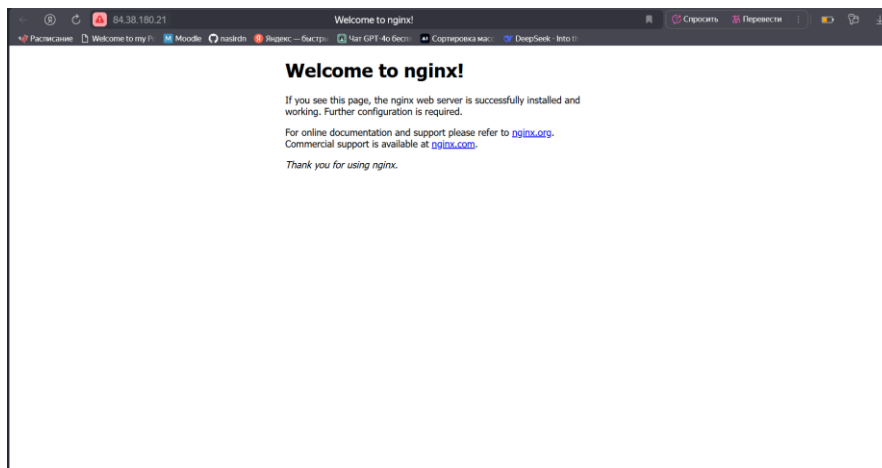 84.38.180.21 Welcome to nginx! Спросить Перевести
Расписание Welcome to my P Moodle nasirdn Яндекс — быстры Чат GPT-4o бесп Сортировка масс DeepSeek - Into th
Welcome to nginx!
If you see this page, the nginx web server is successfully installed and
working. Further configuration is required.
For online documentation and support please refer to nginx.org.
Commercial support is available at nginx.com.
Thank you for using nginx.